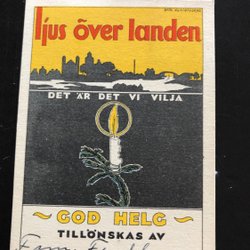 ljus över landen
DET ÄR DET VI VILJA
GOD HELG
TILLÖNSKAS AV